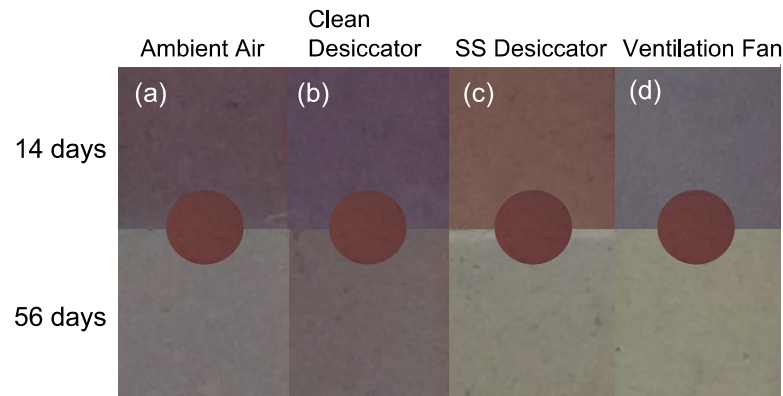 Ambient Air
Clean
Desiccator
SS Desiccator
Ventilation Fan
(a)
(b)
(c)
(d)
14 days
56 days